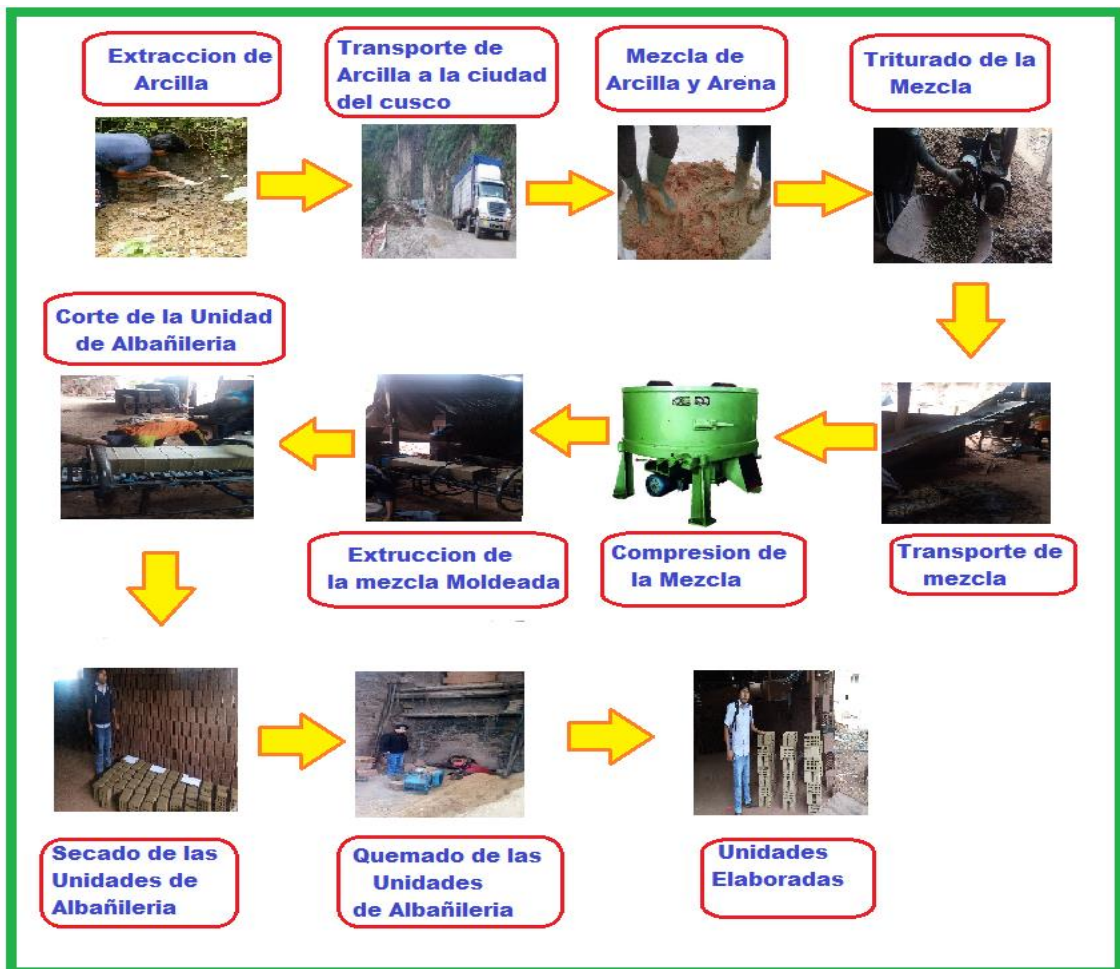 Extraccion de
Arcilla
Transporte de
Arcilla a la ciudad
del cusco
Mezcla de
Arcilla y Arena
Triturado de la
Mezcla
Corte de la Unidad
de Albañileria
Extruccion de
la mezcla Moldeada
Compresion de
la Mezcla
Transporte de
mezcla
Secado de las
Unidades de
Albañileria
Quemado de las
Unidades
de Albañileria
Unidades
Elaboradas